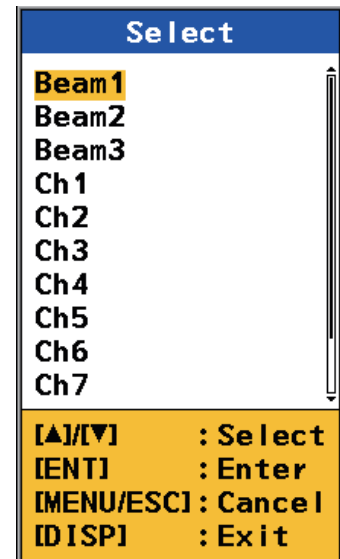 Select
Beam1
Beam2
Beam3
Ch1
Ch2
Ch3
Ch4
Ch5
Ch6
Ch7
[▲]/[▼] :Select
[ENT] :Enter
[MENU/ESC]:Cancel
[DISP] :Exit